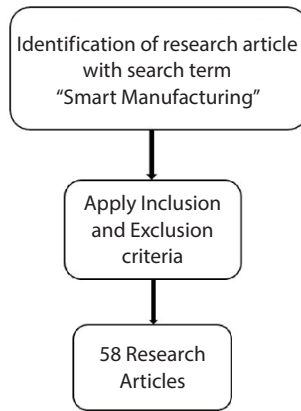 Identification of research article
with search term
“Smart Manufacturing”
Apply Inclusion
and Exclusion
criteria
58 Research
Articles